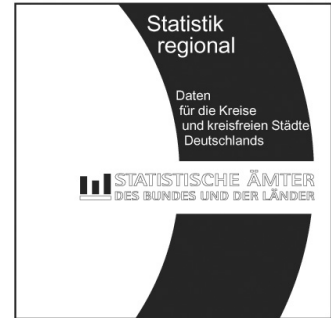 Statistik
regional
Daten
für die Kreise
und kreisfreien Städte
Deutschlands
STATISTISCHE ÄMTER
DES BUNDES UND DER LÄNDER